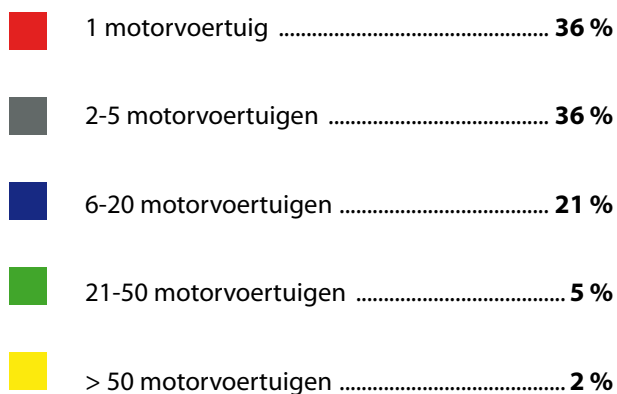 1 motorvoertuig ................................................ 36 %
2-5 motorvoertuigen ....................................... 36 %
6-20 motorvoertuigen ..................................... 21 %
21-50 motorvoertuigen ..................................... 5 %
> 50 motorvoertuigen ........................................ 2 %